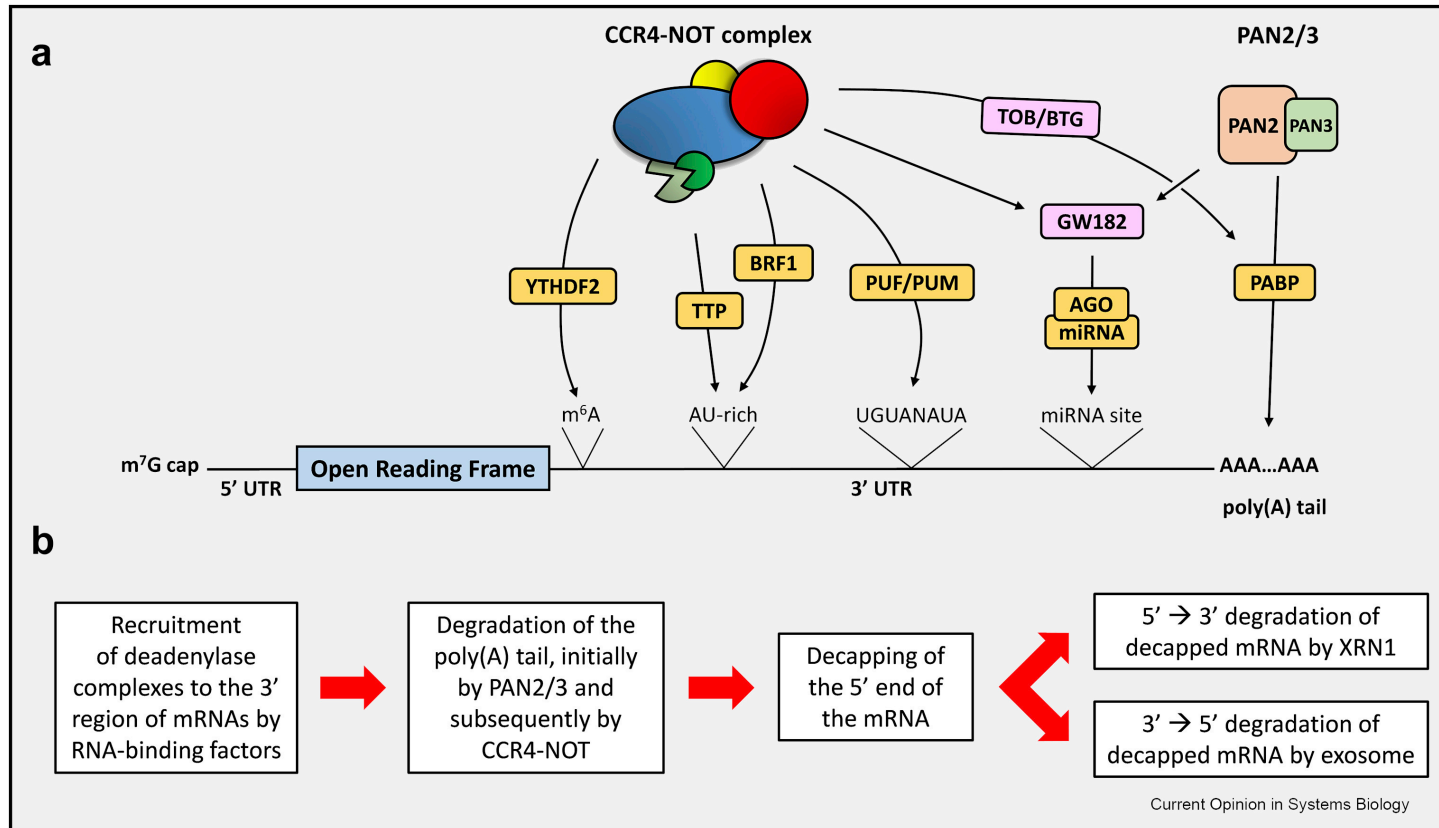 a
CCR4-NOT complex
PAN2/3
TOB/BTG
PAN2
PAN3
GW182
YTHDF2
BRF1
TTP
PUF/PUM
AGO
miRNA
PABP
m⁶A
AU-rich
UGUANAUA
miRNA site
m⁷G cap
5’ UTR
Open Reading Frame
3’ UTR
AAA...AAA
poly(A) tail
b
Recruitment
of deadenylase
complexes to the 3’
region of mRNAs by
RNA-binding factors
Degradation of the
poly(A) tail, initially
by PAN2/3 and
subsequently by
CCR4-NOT
Decapping of
the 5’ end of
the mRNA
5’ → 3’ degradation of
decapped mRNA by XRN1
3’ → 5’ degradation of
decapped mRNA by exosome
Current Opinion in Systems Biology